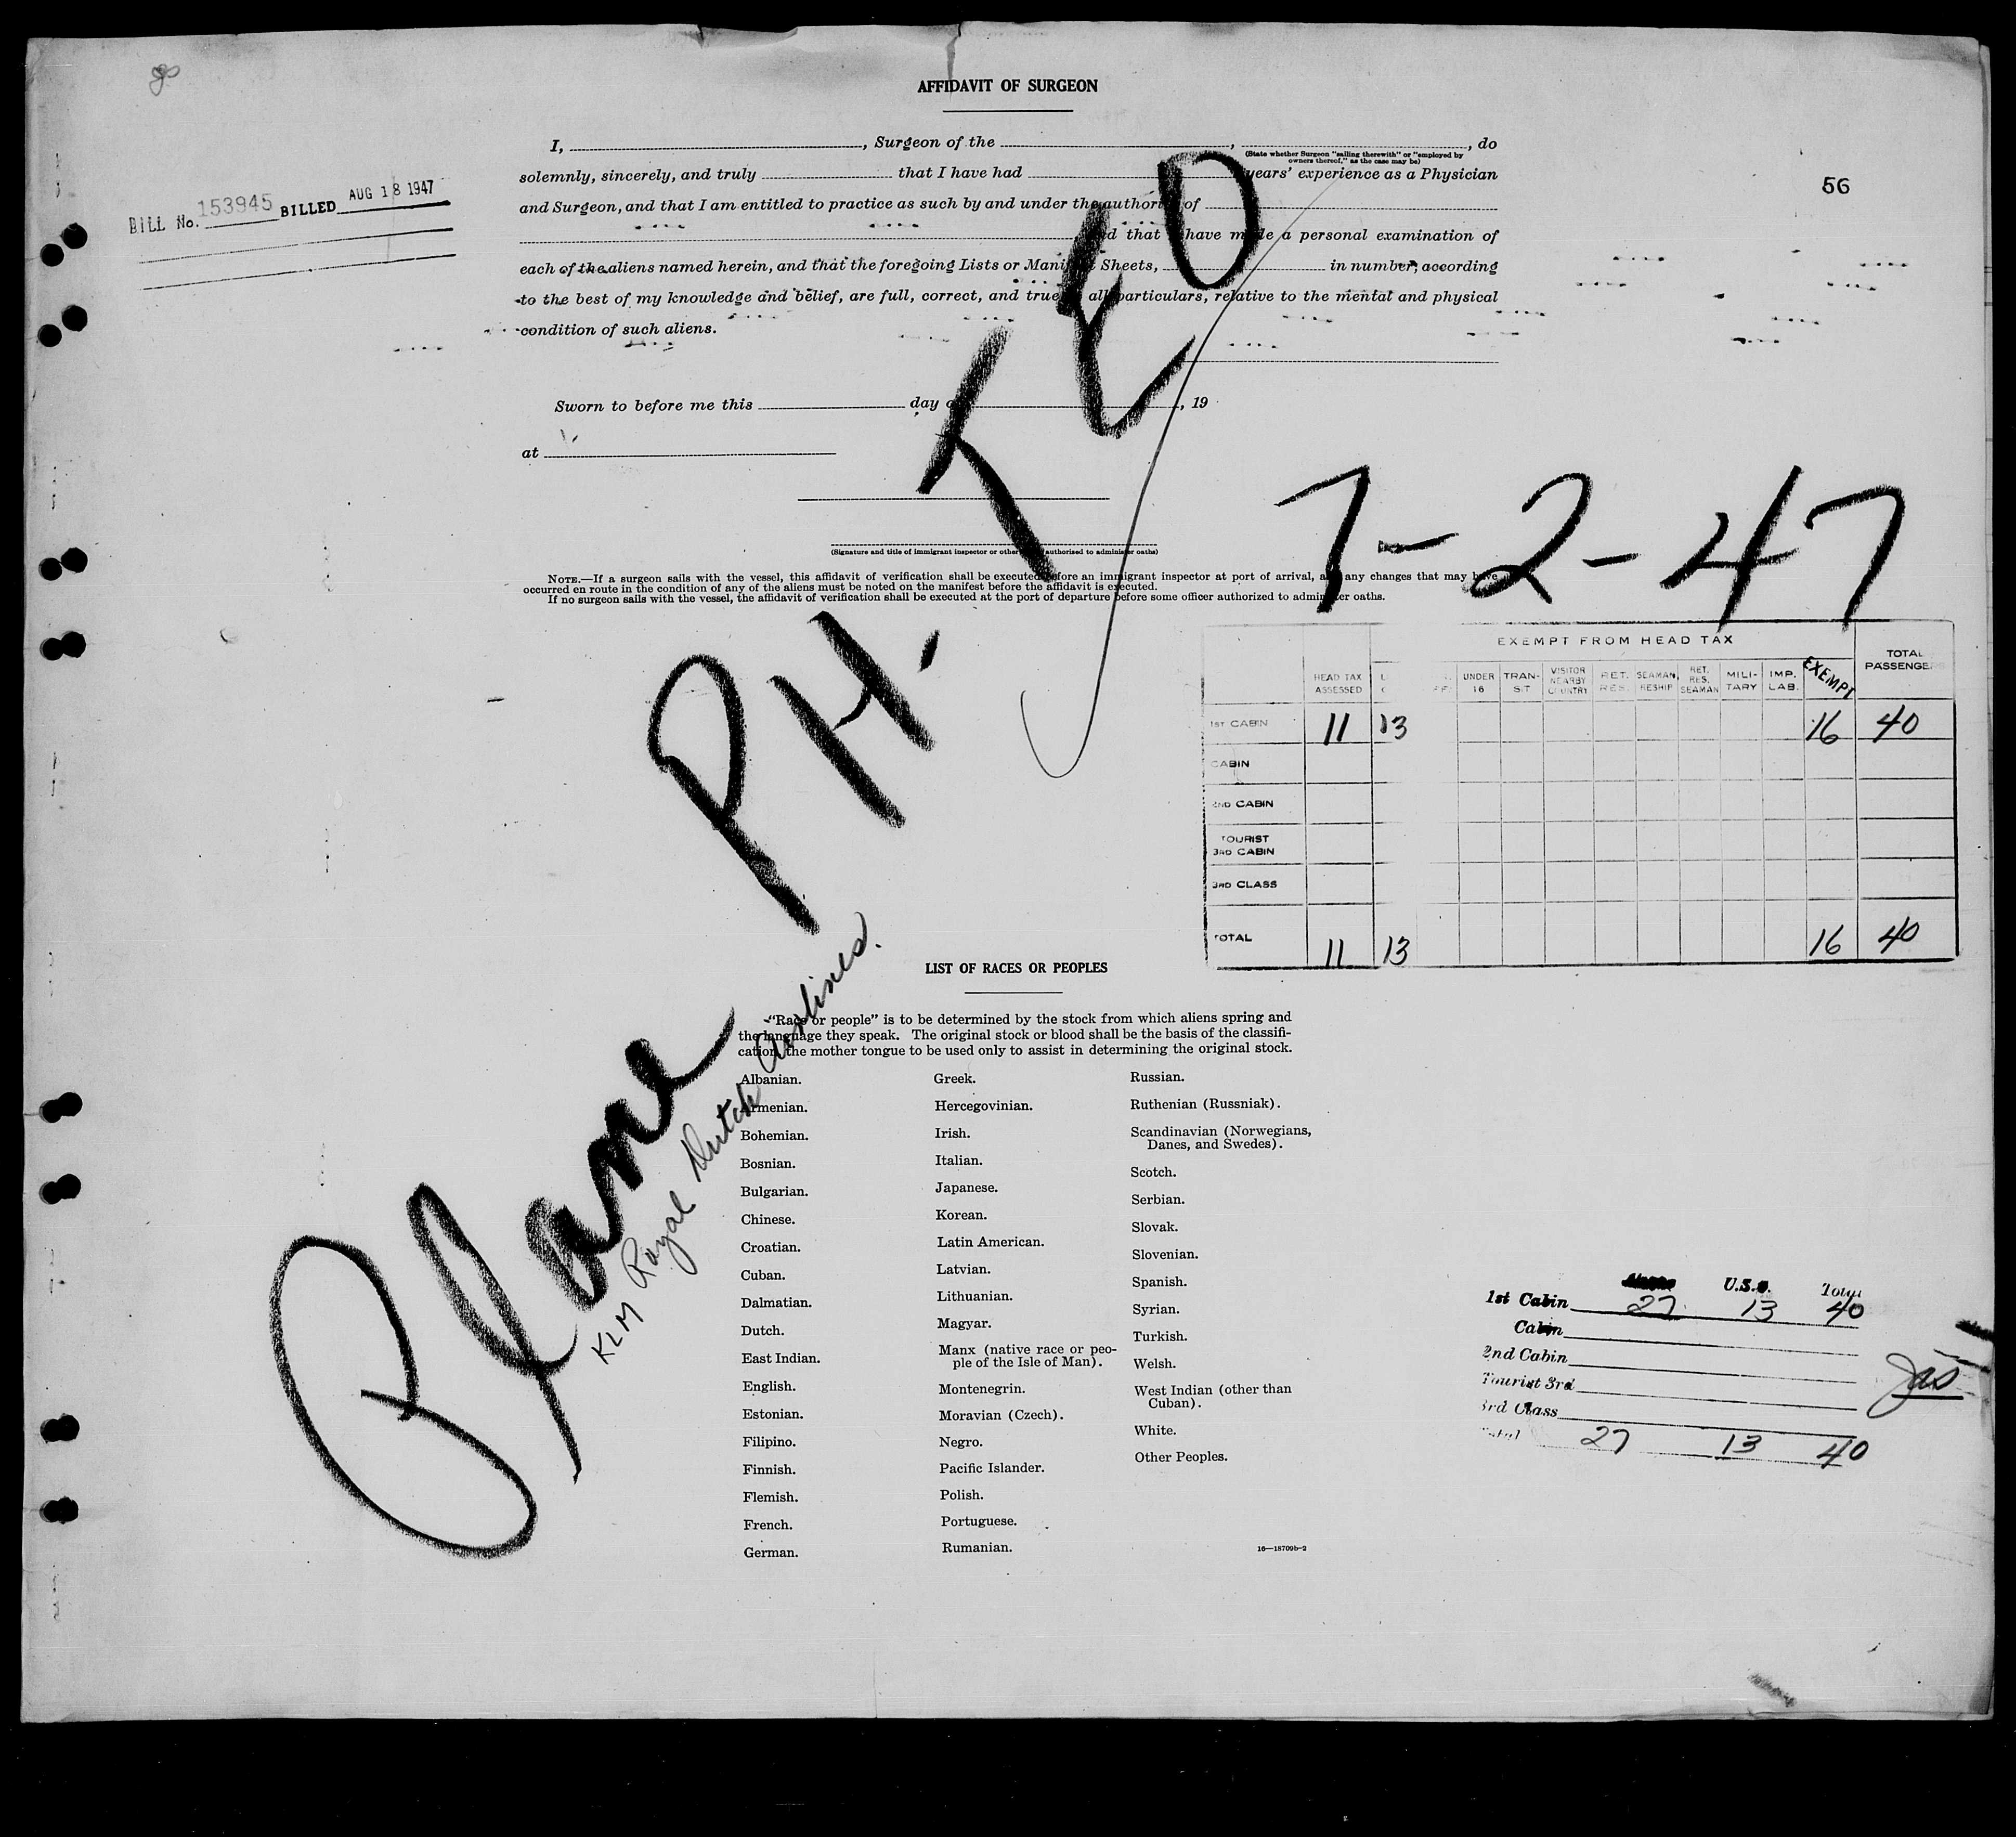 AFFIDAVIT OF SURGEON
I, , Surgeon of the , , do
(State whether Surgeon "sailing therewith" or "employed by
owners thereof," as the case may be)
solemnly, sincerely, and truly that I have had years' experience as a Physician
56
BILL No. 153945 BILLED AUG 18 1947
and Surgeon, and that I am entitled to practice as such by and under the authority of
and that I have made a personal examination of
each of the aliens named herein, and that the foregoing Lists or Manifest Sheets, in number, according
to the best of my knowledge and belief, are full, correct, and true in all particulars, relative to the mental and physical
condition of such aliens.
Sworn to before me this day of , 19
at
(Signature and title of immigrant inspector or other authorized to administer oaths)
NOTE.—If a surgeon sails with the vessel, this affidavit of verification shall be executed before an immigrant inspector at port of arrival, and any changes that may have
occurred en route in the condition of any of the aliens must be noted on the manifest before the affidavit is executed.
If no surgeon sails with the vessel, the affidavit of verification shall be executed at the port of departure before some officer authorized to administer oaths.
Plane PH. TED
7-2-47
KLM Royal Dutch Airlines.
EXEMPT FROM HEAD TAX
HEAD TAX ASSESSED UNDER 16 TRAN-SIT VISITOR NEARBY COUNTRY RET. RES. SEAMAN, RESHIP RET. RES. SEAMAN MILI-TARY IMP. LAB. EXEMPT TOTAL PASSENGE
1ST CABIN 11 13 16 40
CABIN
2ND CABIN
TOURIST
3RD CABIN
3RD CLASS
TOTAL 11 13 16 40
LIST OF RACES OR PEOPLES
"Race or people" is to be determined by the stock from which aliens spring and
the language they speak. The original stock or blood shall be the basis of the classifi-
cation, the mother tongue to be used only to assist in determining the original stock.
Albanian.
Armenian.
Bohemian.
Bosnian.
Bulgarian.
Chinese.
Croatian.
Cuban.
Dalmatian.
Dutch.
East Indian.
English.
Estonian.
Filipino.
Finnish.
Flemish.
French.
German.
Greek.
Hercegovinian.
Irish.
Italian.
Japanese.
Korean.
Latin American.
Latvian.
Lithuanian.
Magyar.
Manx (native race or peo-
ple of the Isle of Man).
Montenegrin.
Moravian (Czech).
Negro.
Pacific Islander.
Polish.
Portuguese.
Rumanian.
Russian.
Ruthenian (Russniak).
Scandinavian (Norwegians,
Danes, and Swedes).
Scotch.
Serbian.
Slovak.
Slovenian.
Spanish.
Syrian.
Turkish.
Welsh.
West Indian (other than
Cuban).
White.
Other Peoples.
16—18709b-2
U.S. Total
1st Cabin 27 13 40
Cabin
2nd Cabin
Tourist 3rd
3rd Class
Total 27 13 40